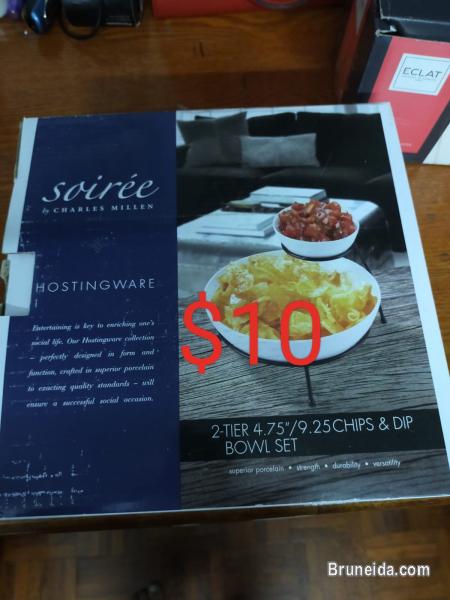 ECLAT
soirée
by CHARLES MILLEN
HOSTINGWARE
Entertaining is key to enriching one's
social life. Our Hostingware collection
– perfectly designed in form and
function, crafted in superior porcelain
to exacting quality standards – will
ensure a successful social occasion.
$10
2-TIER 4.75"/9.25CHIPS & DIP
BOWL SET
superior porcelain • strength • durability • versatility
Bruneida.com